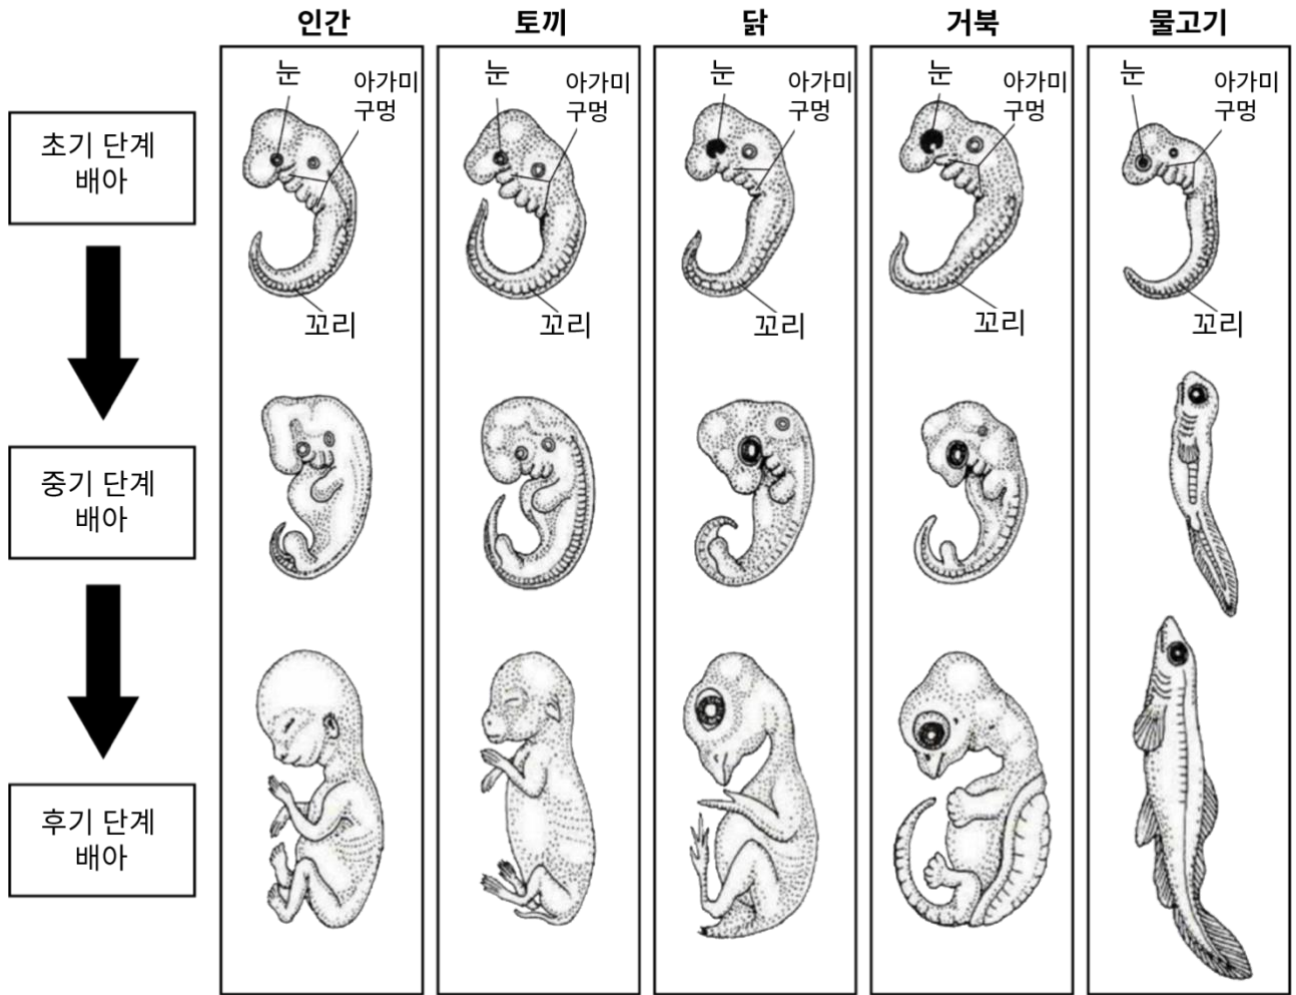 인간
토끼
닭
거북
물고기
초기 단계
배아
눈
아가미
구멍
꼬리
눈
아가미
구멍
꼬리
눈
아가미
구멍
꼬리
눈
아가미
구멍
꼬리
눈
아가미
구멍
꼬리
중기 단계
배아
후기 단계
배아